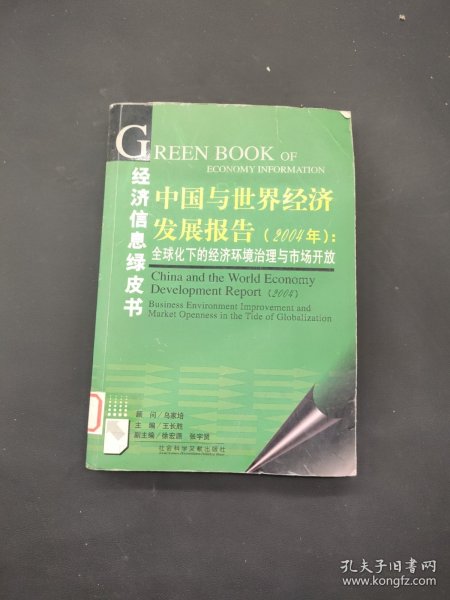 GREEN BOOK OF
ECONOMY INFORMATION
经济信息绿皮书
中国与世界经济
发展报告（2004年）：
全球化下的经济环境治理与市场开放
China and the World Economy
Development Report (2004)
Business Environment Improvement and
Market Openness in the Tide of Globalization
顾 问／乌家培
主 编／王长胜
副主编／徐宏源 张宇贤
社会科学文献出版社
孔夫子旧书网
www.kongfz.com